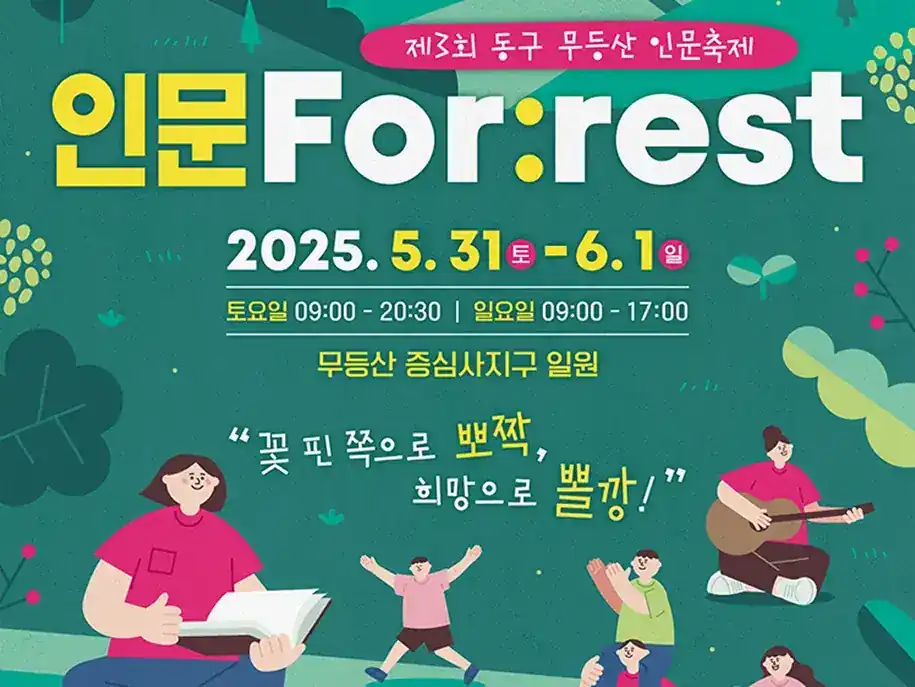 제3회 동구 무등산 인문축제
인문For:rest
2025. 5. 31 토 - 6. 1 일
토요일 09:00 - 20:30 | 일요일 09:00 - 17:00
무등산 증심사지구 일원
“꽃 핀 쪽으로 뽀짝,
희망으로 뽈깡!”